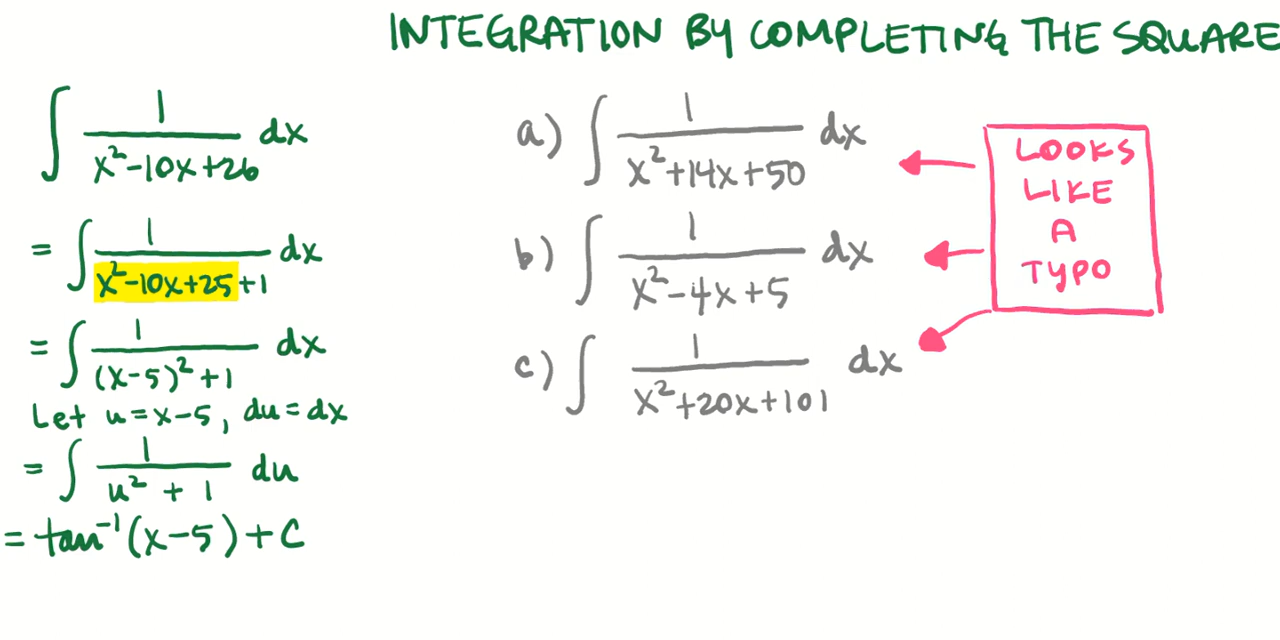 INTEGRATION BY COMPLETING THE SQUARE
∫ 1/(x²-10x+26) dx
= ∫ 1/(x²-10x+25+1) dx
= ∫ 1/((x-5)²+1) dx
Let u=x-5, du=dx
= ∫ 1/(u²+1) du
= tan⁻¹(x-5)+C
a) ∫ 1/(x²+14x+50) dx
b) ∫ 1/(x²-4x+5) dx
c) ∫ 1/(x²+20x+101) dx
LOOKS
LIKE
A
TYPO